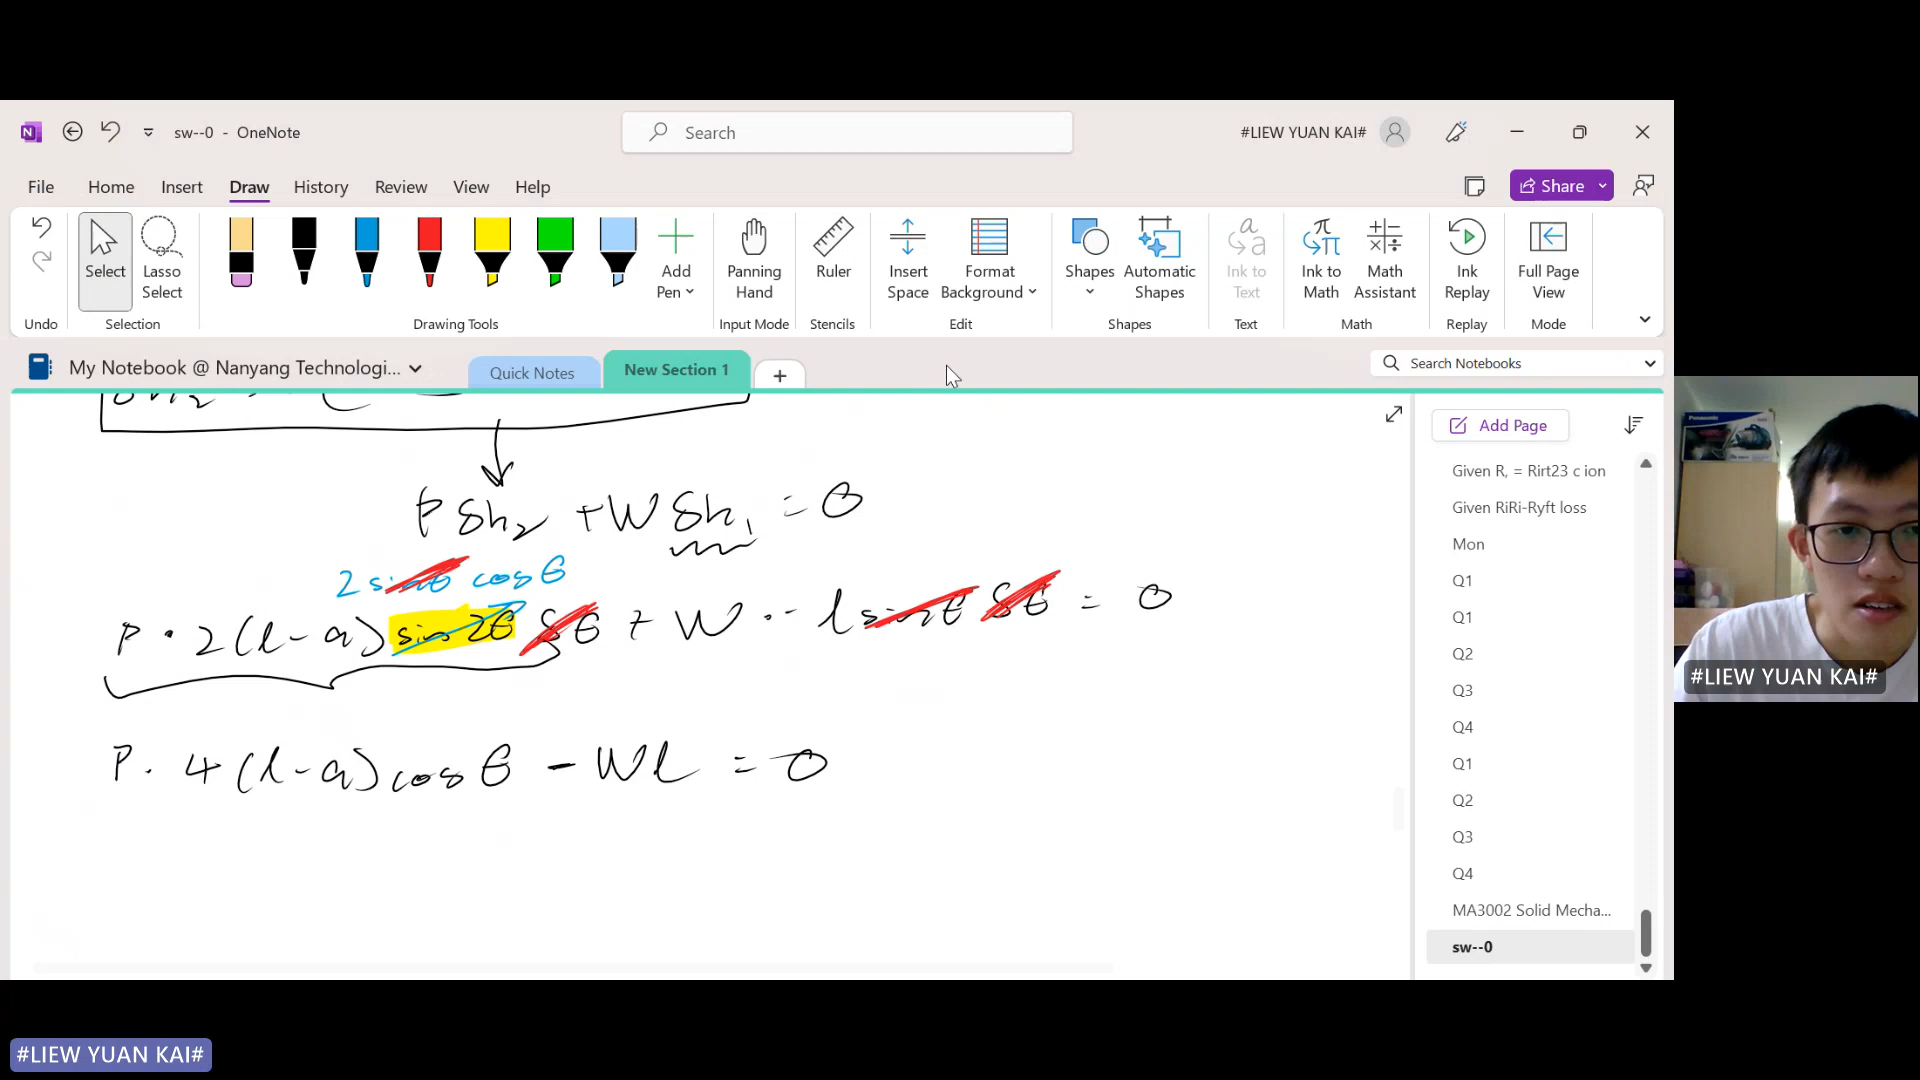 sw--0 - OneNote
Search
#LIEW YUAN KAI#
File Home Insert Draw History Review View Help
Share
Select
Lasso Select
Add Pen
Panning Hand
Ruler
Insert Space
Format Background
Shapes
Automatic Shapes
Ink to Text
Ink to Math
Math Assistant
Ink Replay
Full Page View
Undo Selection Drawing Tools Input Mode Stencils Edit Shapes Text Math Replay Mode
My Notebook @ Nanyang Technologi...
Quick Notes
New Section 1
Search Notebooks
P δh₂ + W δh₁ = 0
2 sinθ cos θ
P · 2(l-a) sin 2θ δθ + W · - l sinθ δθ = 0
P · 4(l-a) cos θ - Wl = 0
Add Page
Given R, = Rirt23 c ion
Given RiRi-Ryft loss
Mon
Q1
Q1
Q2
Q3
Q4
Q1
Q2
Q3
Q4
MA3002 Solid Mecha...
sw--0
Panasonic
#LIEW YUAN KAI#
#LIEW YUAN KAI#